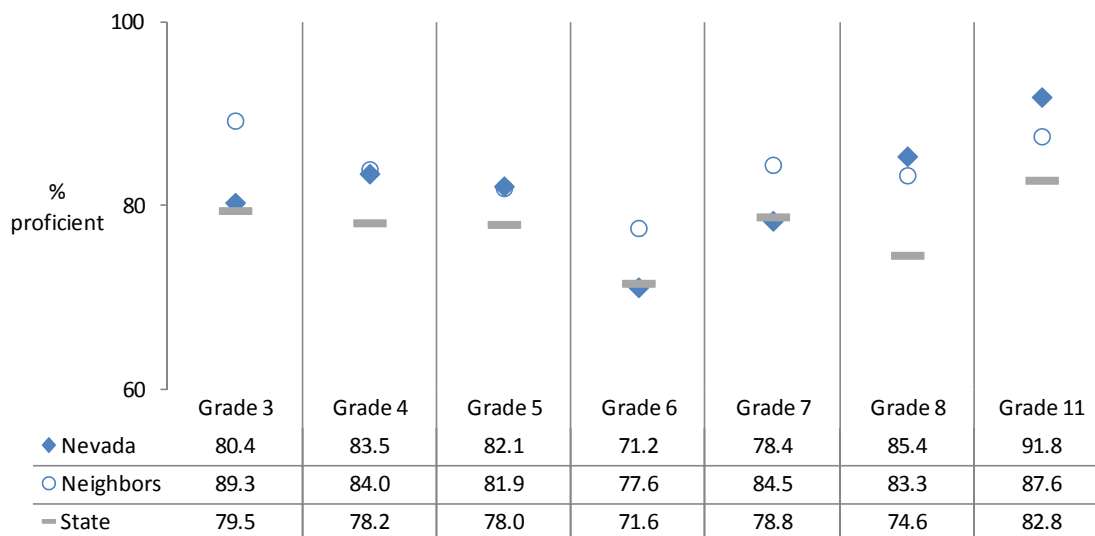 100
80
% proficient
60
Grade 3 Grade 4 Grade 5 Grade 6 Grade 7 Grade 8 Grade 11
Nevada 80.4 83.5 82.1 71.2 78.4 85.4 91.8
Neighbors 89.3 84.0 81.9 77.6 84.5 83.3 87.6
State 79.5 78.2 78.0 71.6 78.8 74.6 82.8